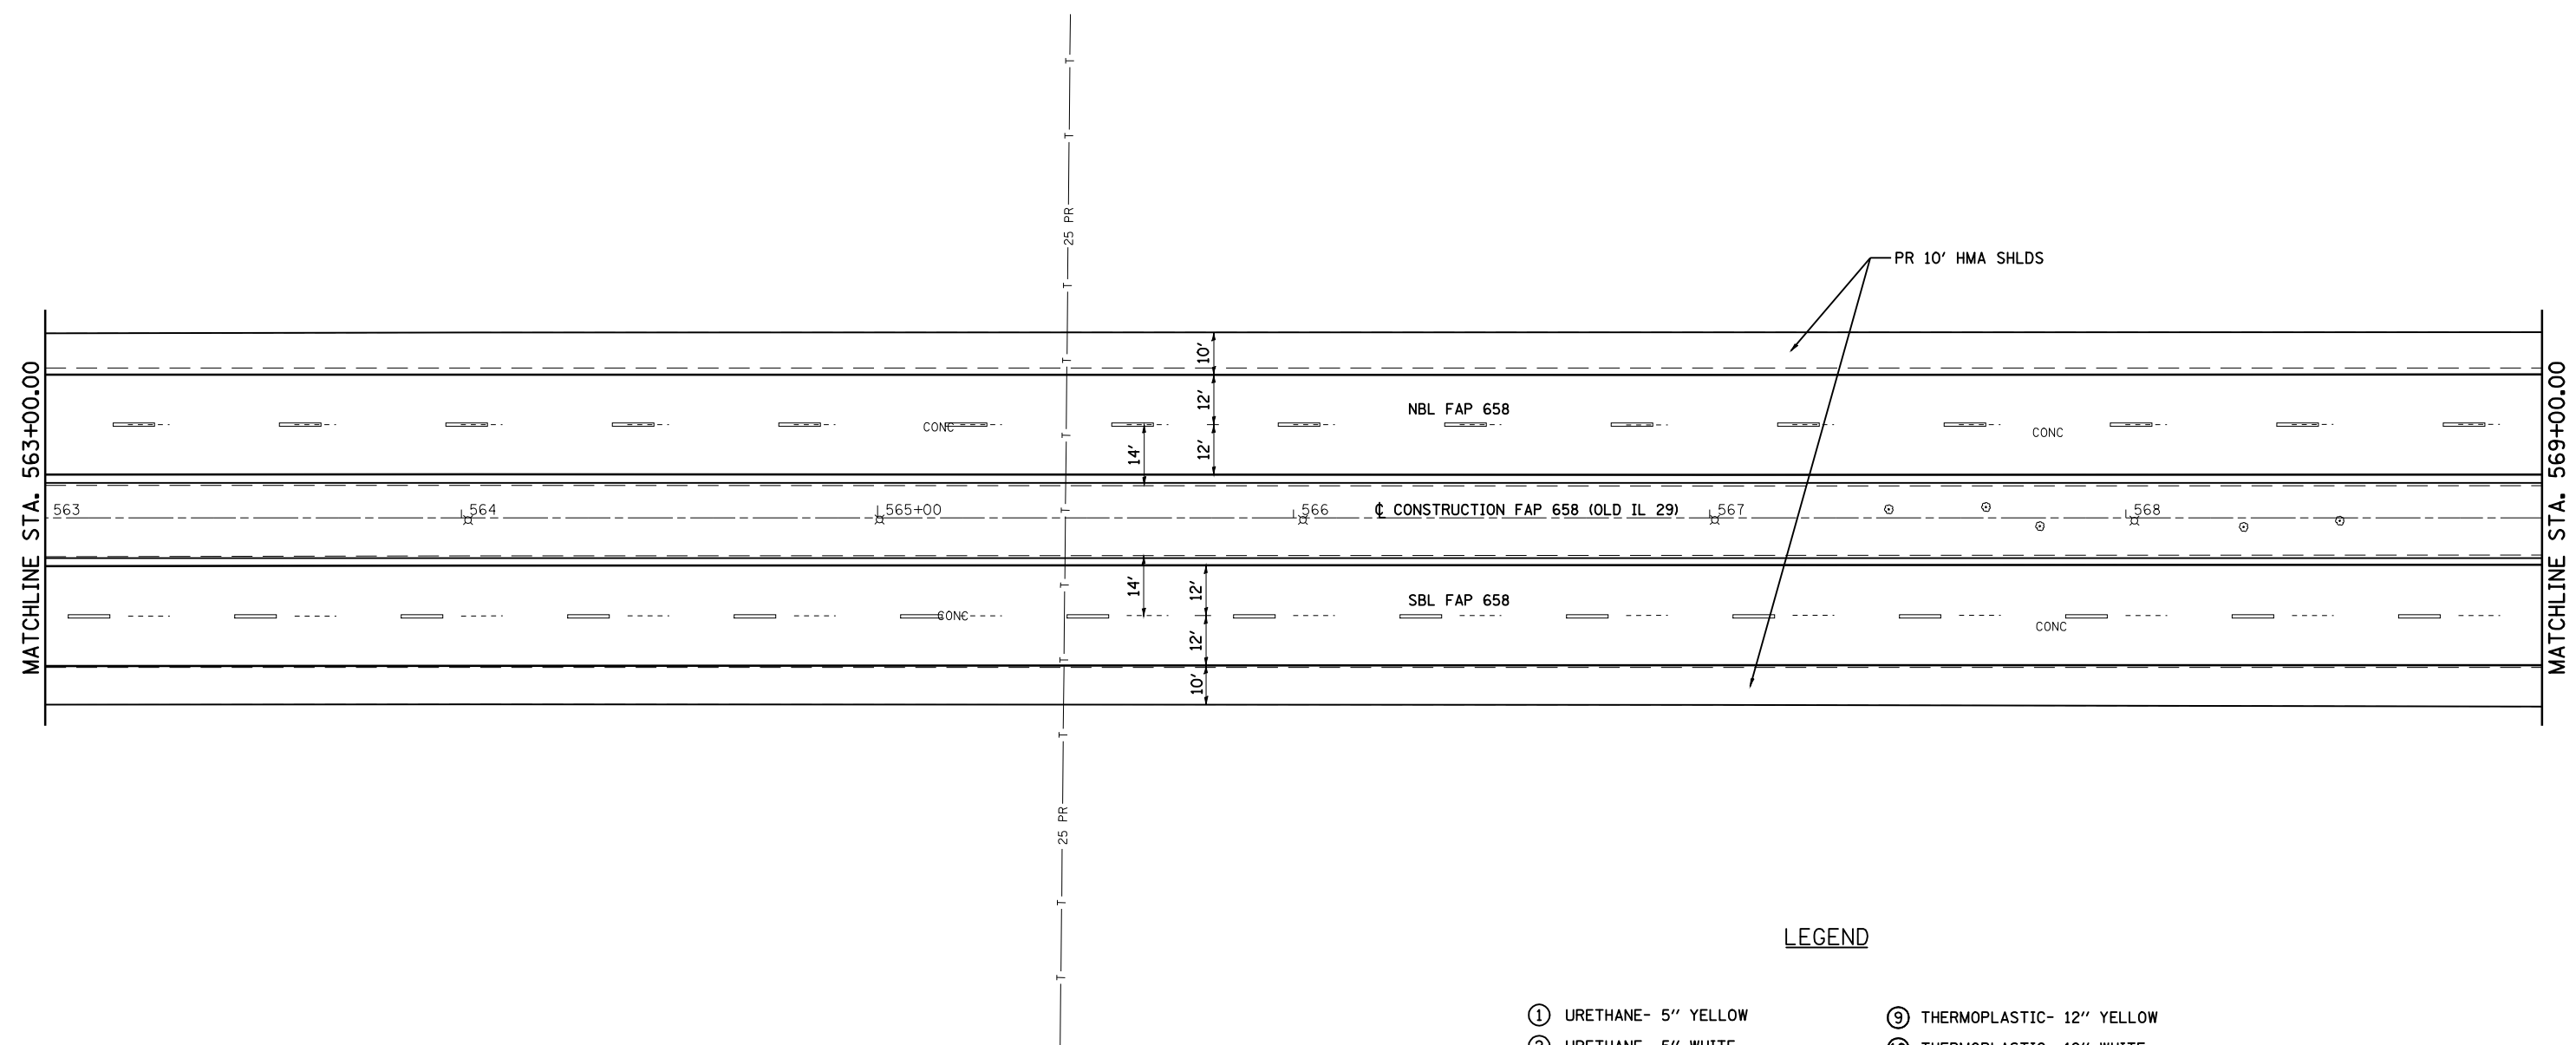 25 PR
PR 10' HMA SHLDS
MATCHLINE STA. 563+00.00
MATCHLINE STA. 569+00.00
10'
12'
NBL FAP 658
CONC
CONC
14'
12'
563
564
565+00
566
℄ CONSTRUCTION FAP 658 (OLD IL 29)
567
568
14'
12'
SBL FAP 658
CONC
CONC
12'
10'
25 PR
T T T T T T T T T T T T
LEGEND
1 URETHANE- 5" YELLOW
9 THERMOPLASTIC- 12" YELLOW